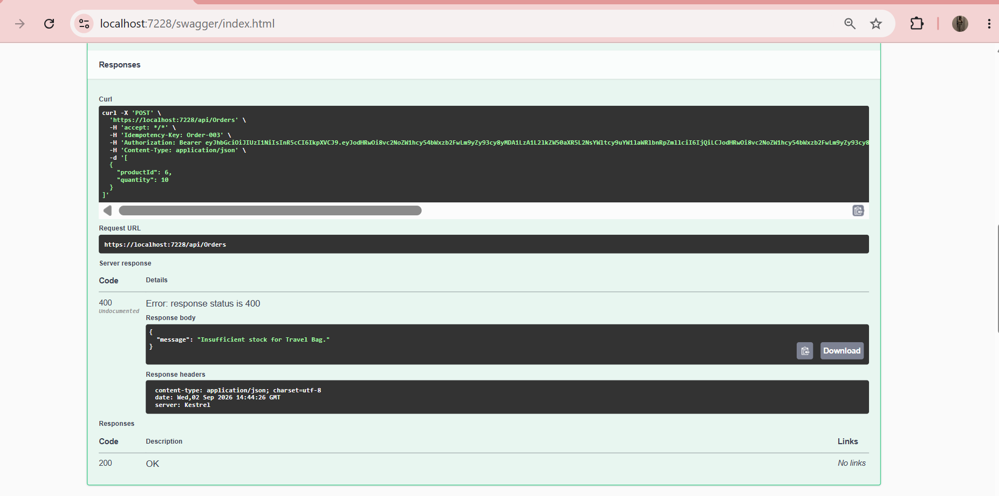 localhost:7228/swagger/index.html
Responses
Curl
curl -X 'POST' \
'https://localhost:7228/api/Orders' \
-H 'accept: */*' \
-H 'Idempotency-Key: Order-003' \
-H 'Authorization: Bearer
-H 'Content-Type: application/json' \
-d '[
{
"productId": 6,
"quantity": 10
}
]'
Request URL
https://localhost:7228/api/Orders
Server response
Code Details
400 Error: response status is 400
Undocumented
Response body
{
"message": "Insufficient stock for Travel Bag."
}
Download
Response headers
content-type: application/json; charset=utf-8
date: Wed,02 Sep 2026 14:44:26 GMT
server: Kestrel
Responses
Code Description Links
200 OK No links